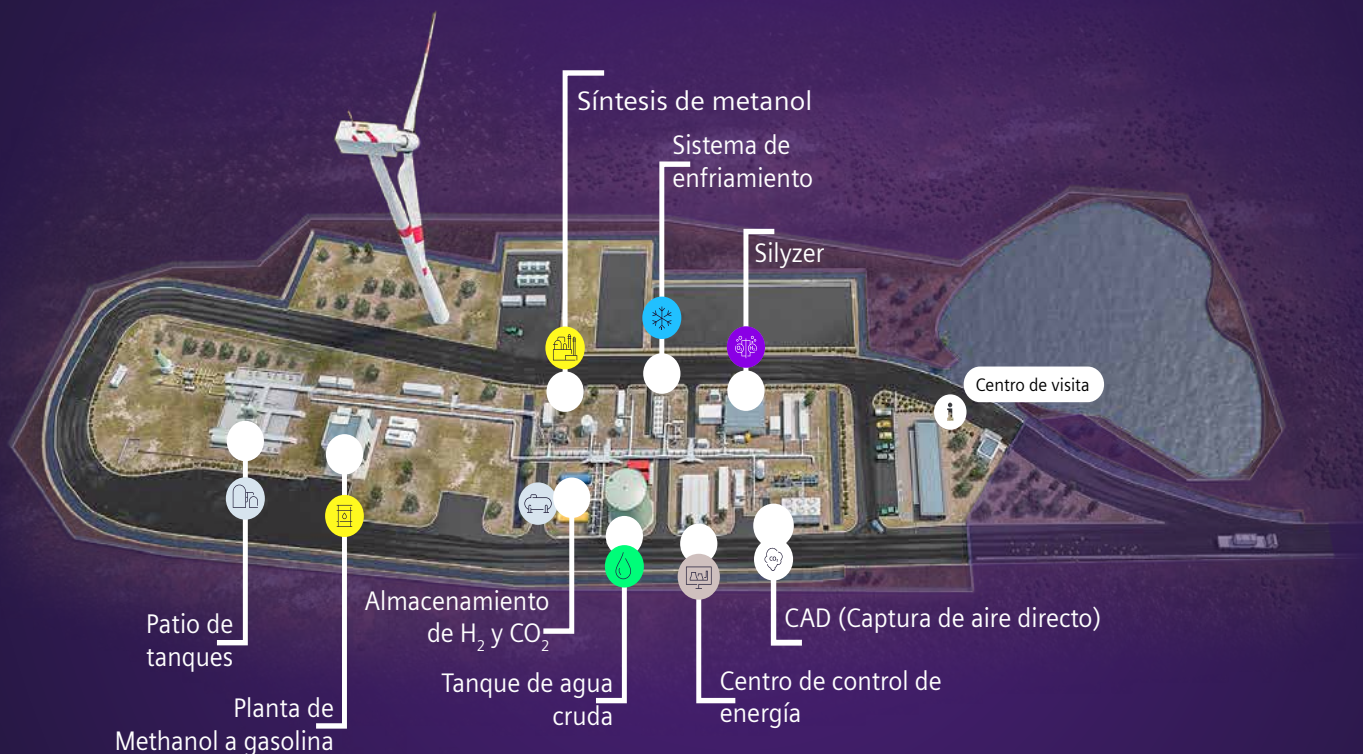 Síntesis de metanol
Sistema de
enfriamiento
Silyzer
Centro de visita
Patio de
tanques
Planta de
Methanol a gasolina
Almacenamiento
de H₂ y CO₂
Tanque de agua
cruda
CO₂
Centro de control de
energía
CAD (Captura de aire directo)